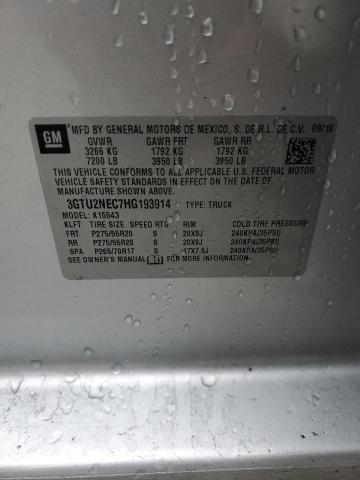 GM MFD BY GENERAL MOTORS DE MEXICO, S. DE R.L. DE C.V. 09/16
GVWR GAWR FRT GAWR RR
3266 KG 1792 KG 1792 KG
7200 LB 3950 LB 3950 LB
THIS VEHICLE CONFORMS TO ALL APPLICABLE U.S. FEDERAL MOTOR
VEHICLE SAFETY AND THEFT PREVENTION STANDARDS IN EFFECT ON THE DATE OF
MANUFACTURE SHOWN ABOVE.
3GTU2NEC7HG193914 TYPE: TRUCK
MODEL: K15543
KLFT TIRE SIZE SPEED RTG RIM COLD TIRE PRESSURE
FRT P275/55R20 S 20X9J 240KPA(35PSI)
RR P275/55R20 S 20X9J 240KPA(35PSI)
SPA P265/70R17 S 17X7.5J 240KPA(35PSI)
SEE OWNER'S MANUAL FOR MORE INFORMATION.